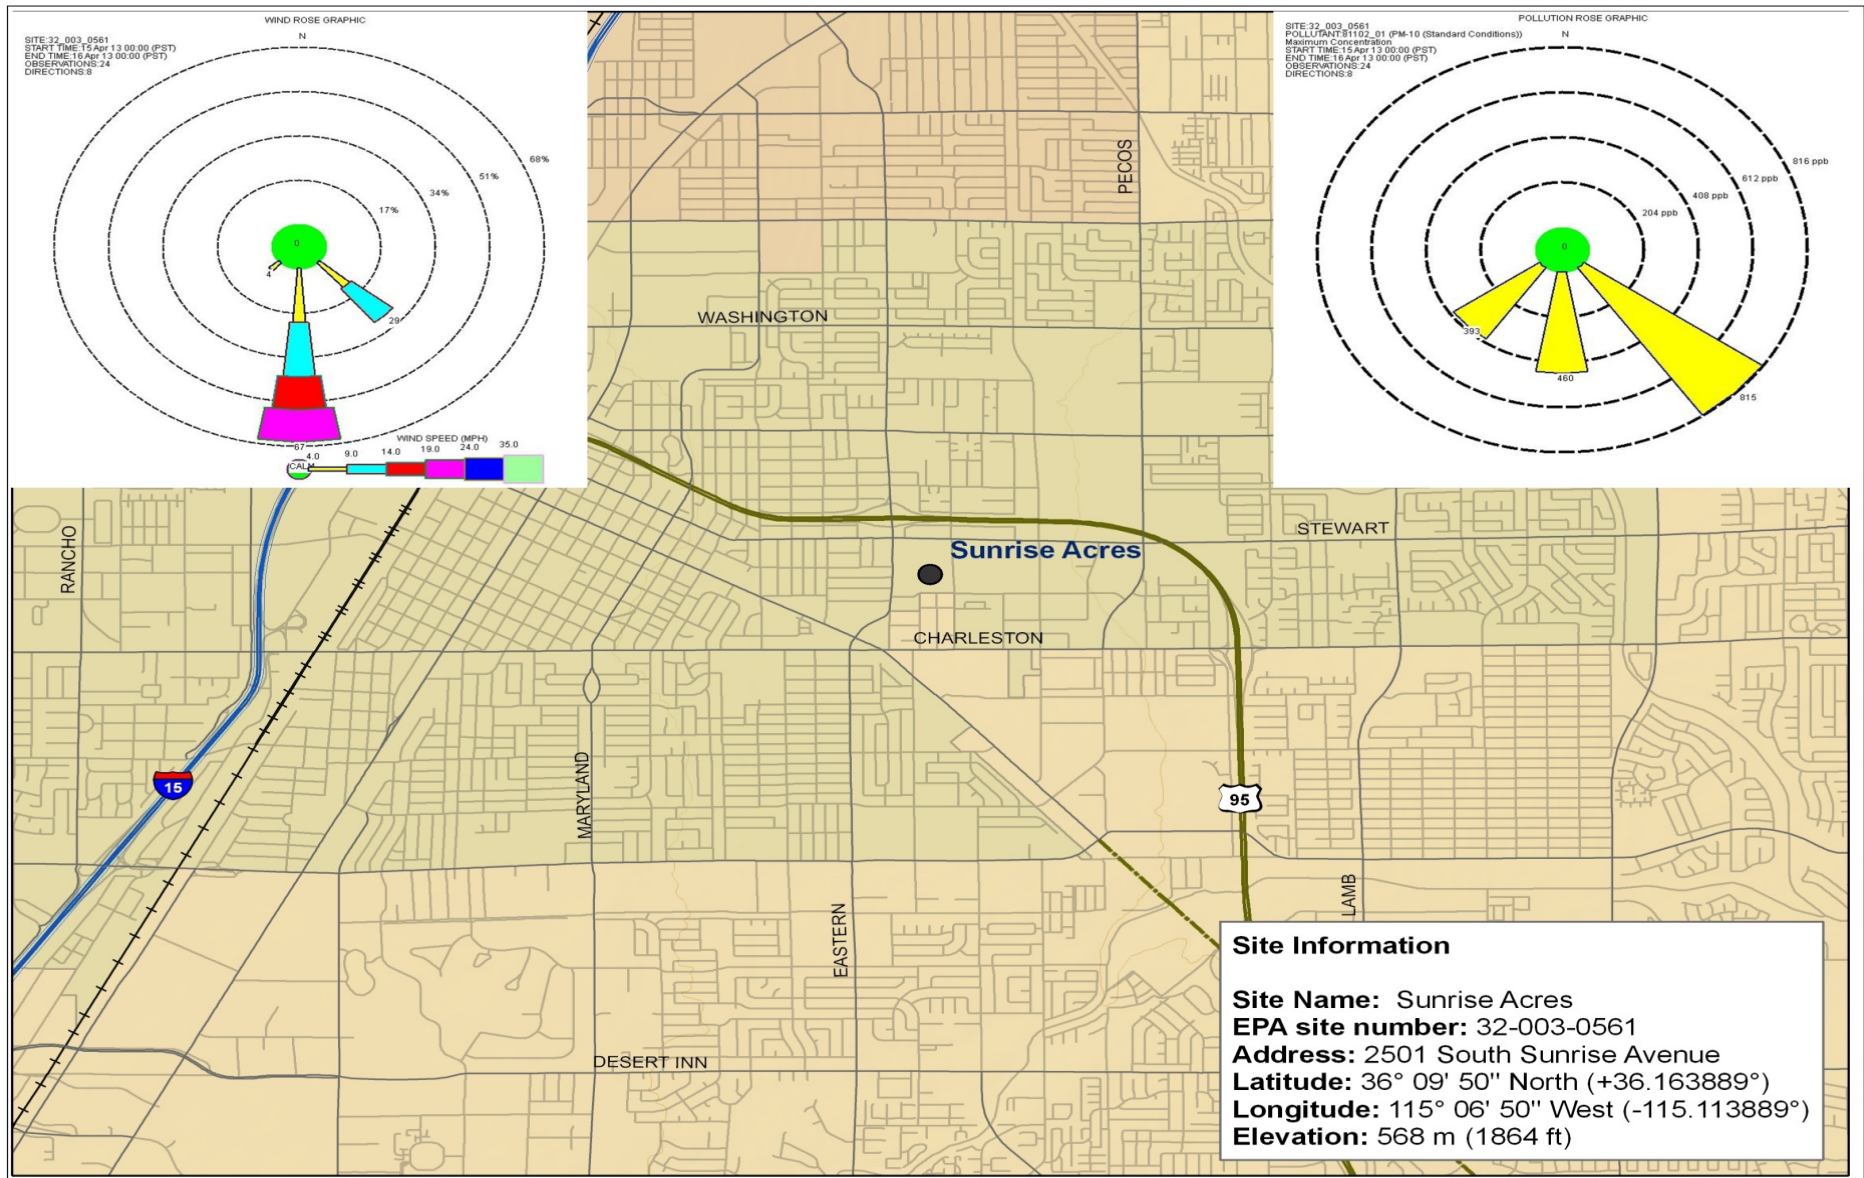 WIND ROSE GRAPHIC
N
SITE:32_003_0561
START TIME:15 Apr 13 00:00 (PST)
END TIME:16 Apr 13 00:00 (PST)
OBSERVATIONS:24
DIRECTIONS:8
68%
51%
34%
17%
0
4
29
67
WIND SPEED (MPH)
CALM
4.0
9.0
14.0
19.0
24.0
35.0
POLLUTION ROSE GRAPHIC
N
SITE:32_003_0561
POLLUTANT:81102_01 (PM-10 (Standard Conditions))
Maximum Concentration
START TIME:15 Apr 13 00:00 (PST)
END TIME:16 Apr 13 00:00 (PST)
OBSERVATIONS:24
DIRECTIONS:8
816 ppb
612 ppb
408 ppb
204 ppb
0
393
460
815
PECOS
WASHINGTON
STEWART
RANCHO
Sunrise Acres
CHARLESTON
15
MARYLAND
95
LAMB
EASTERN
DESERT INN
Site Information
Site Name: Sunrise Acres
EPA site number: 32-003-0561
Address: 2501 South Sunrise Avenue
Latitude: 36° 09' 50" North (+36.163889°)
Longitude: 115° 06' 50" West (-115.113889°)
Elevation: 568 m (1864 ft)